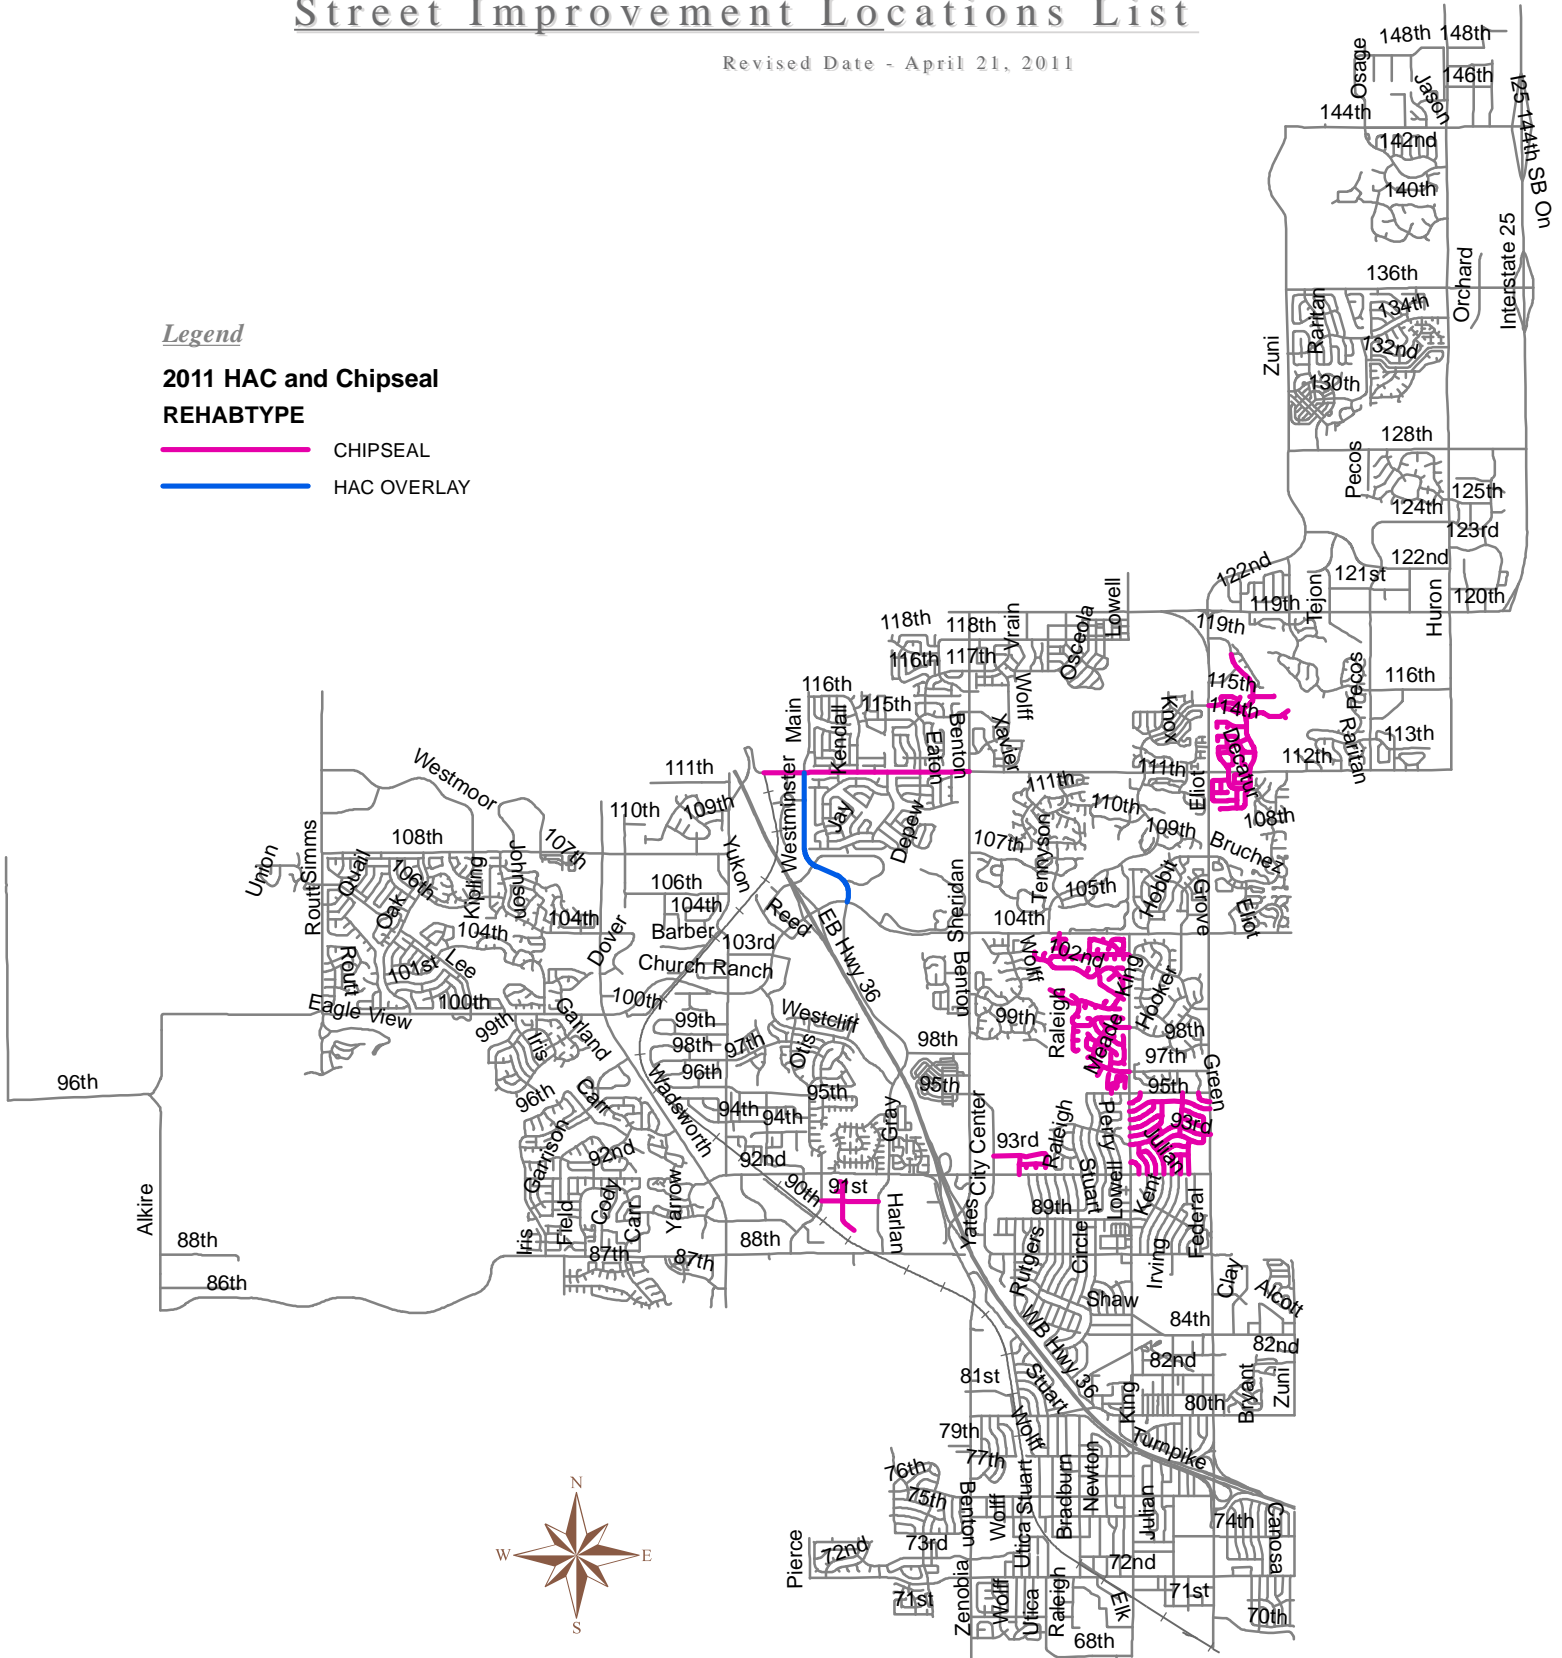 Street Improvement Locations List
Revised Date - April 21, 2011
148th
148th
Osage
146th
Jason
I25 144th SB On
144th
142nd
140th
Interstate 25
Orchard
136th
Raritan
134th
Legend
132nd
Zuni
2011 HAC and Chipseal
130th
REHABTYPE
128th
CHIPSEAL
Pecos
HAC OVERLAY
125th
124th
123rd
122nd
122nd
121st
Tejon
Lowell
119th
120th
Huron
118th
118th
Vrain
Osceola
119th
116th
117th
116th
115th
Pecos
116th
115th
Main
Kendall
Benton
Wolff
Xavier
Knox
114th
Raritan
113th
Eaton
Decatur
112th
Westmoor
111th
111th
111th
Eliot
110th
109th
Westminster
Jay
Depew
110th
108th
109th
108th
107th
107th
Bruchez
Simms
Union
Quail
106th
Kipling
Johnson
Yukon
106th
Tennyson
105th
Hobbit
Grove
Eliot
Routt
Oak
104th
104th
Reed
Sheridan
104th
104th
Barber
Dover
103rd
EB Hwy 36
Wolff
102nd
Routt
101st
Lee
Church Ranch
Benton
King
Hooker
Eagle View
100th
100th
99th
Iris
Garland
99th
Westcliff
99th
Raleigh
Meade
98th
98th
97th
Otis
98th
97th
96th
96th
96th
Carr
Wadsworth
95th
95th
95th
Green
94th
94th
Gray
City Center
93rd
Raleigh
Perry
93rd
Julian
Garrison
92nd
92nd
Stuart
Lowell
Alkire
Field
Cody
Carr
Yarrow
90th
91st
Harlan
Yates
89th
Kent
Federal
88th
Iris
87th
87th
88th
Rutgers
Circle
Irving
86th
Clay
Alcott
Shaw
84th
WB Hwy 36
82nd
82nd
81st
Stuart
King
80th
Bryant
Zuni
79th
Wolff
Turnpike
77th
76th
75th
Benton
Wolff
Stuart
Utica
Bradburn
Newton
Julian
74th
Canosa
N
Pierce
72nd
73rd
72nd
W
E
71st
Zenobia
Wolff
Utica
Raleigh
Elk
71st
70th
S
68th